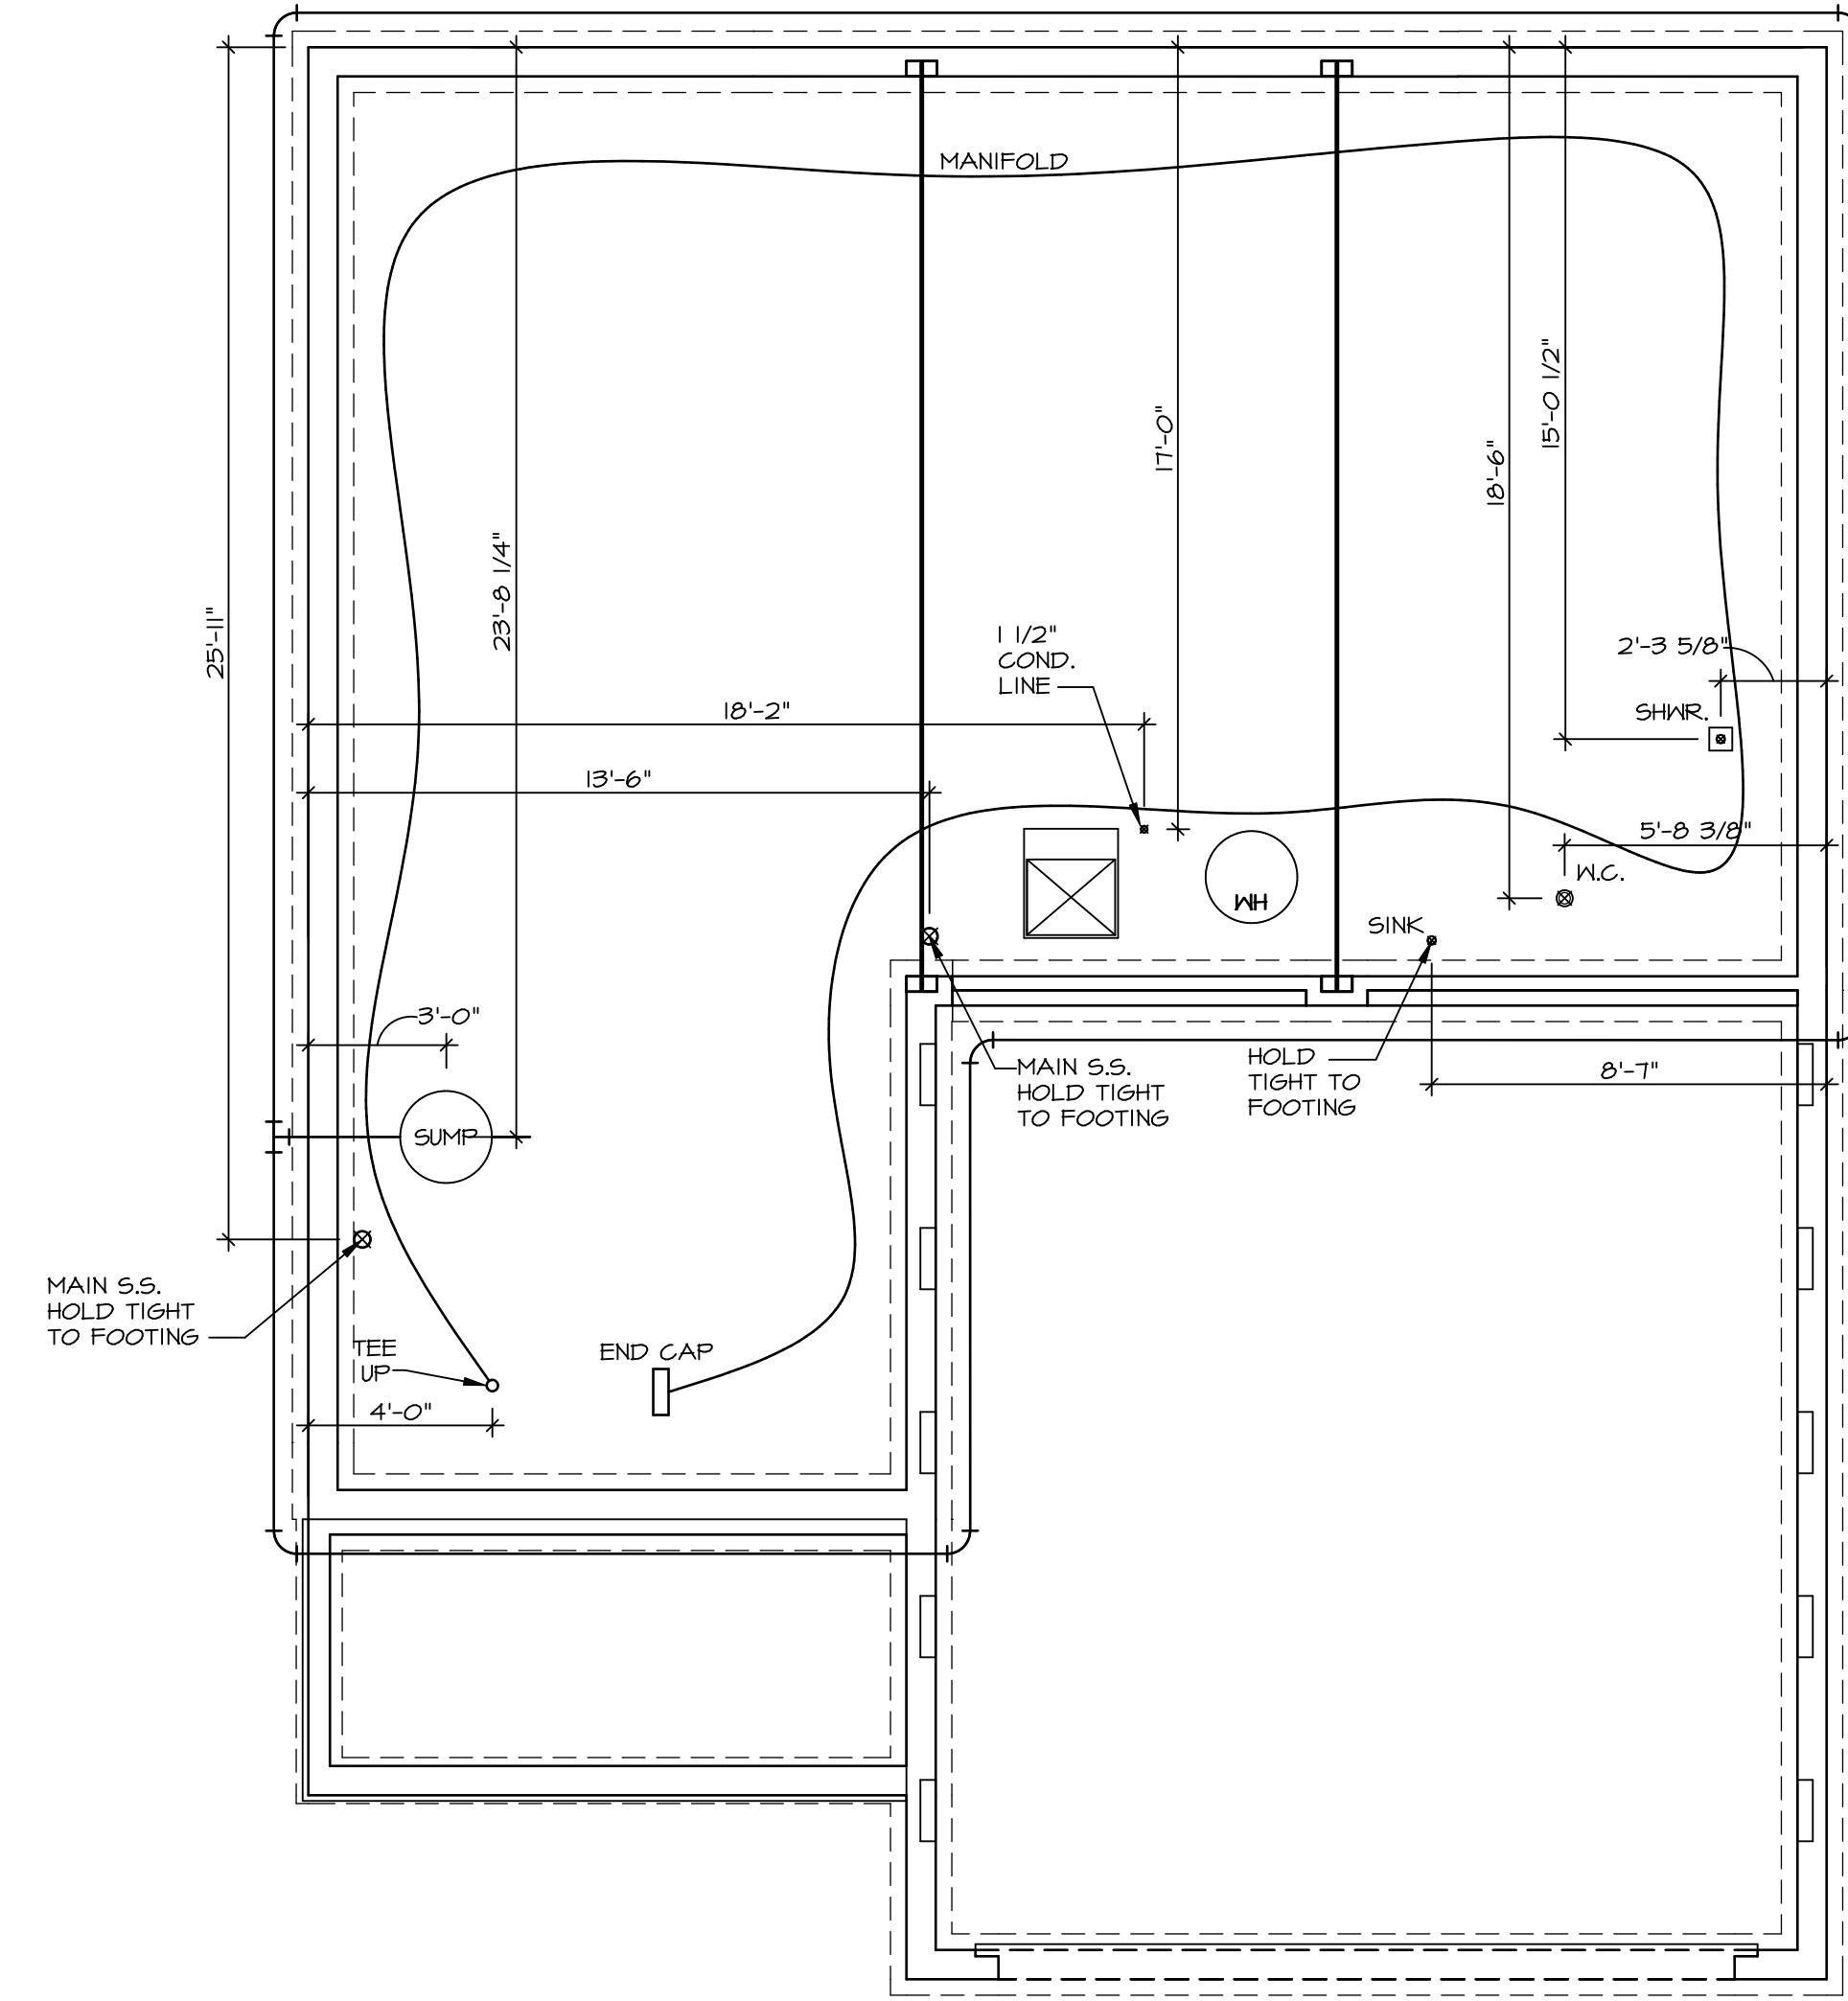 MANIFOLD
15'-0 1/2"
17'-0"
18'-6"
23'-8 1/4"
25'-11"
1 1/2"
COND.
LINE
2'-3 5/8"
18'-2"
SHWR.
13'-6"
5'-8 3/8"
W.C.
WH
SINK
3'-0"
MAIN S.S.
HOLD TIGHT
TO FOOTING
HOLD
TIGHT TO
FOOTING
8'-7"
SUMP
MAIN S.S.
HOLD TIGHT
TO FOOTING
TEE
UP
END CAP
4'-0"